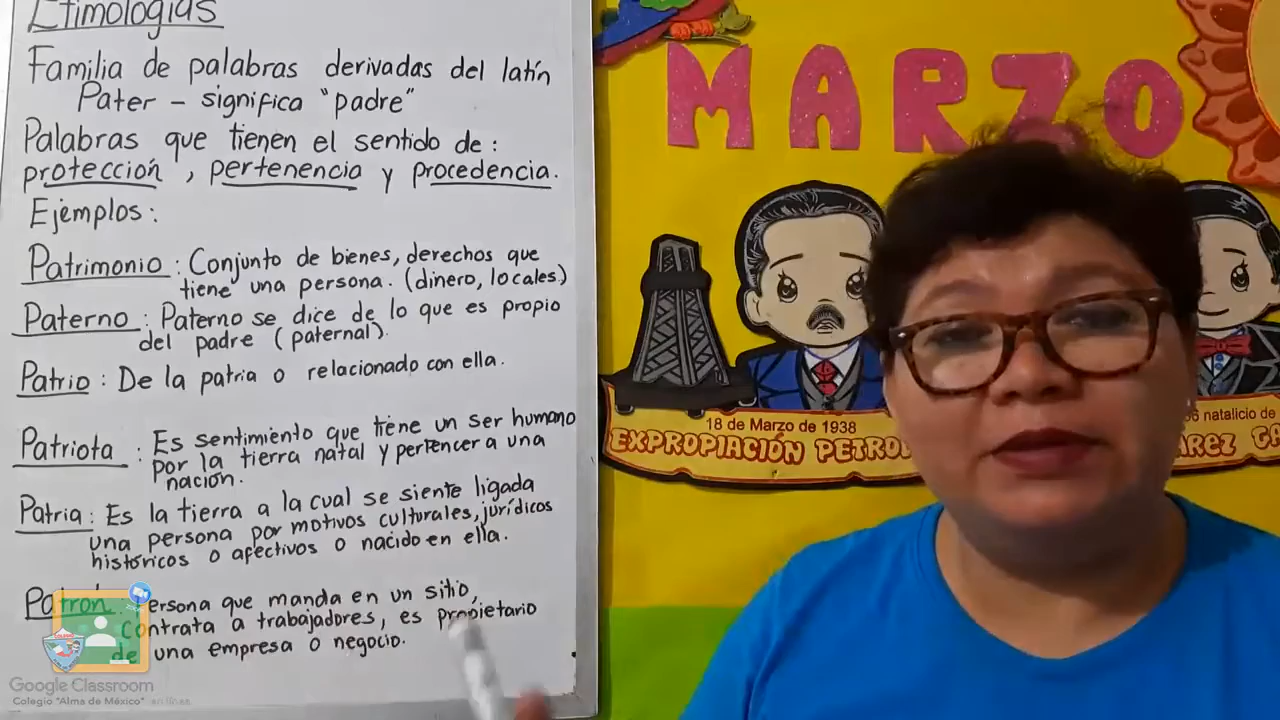 Etimologías
Familia de palabras derivadas del latín
Pater - significa "padre"
Palabras que tienen el sentido de:
protección, pertenencia y procedencia.
Ejemplos:
Patrimonio: Conjunto de bienes, derechos que
tiene una persona. (dinero, locales)
Paterno: Paterno se dice de lo que es propio
del padre (paternal).
Patrio: De la patria o relacionado con ella.
Patriota: Es sentimiento que tiene un ser humano
por la tierra natal y pertencer a una
nación.
Patria: Es la tierra a la cual se siente ligada
una persona por motivos culturales, jurídicos
históricos o afectivos o nacido en ella.
Patrón: Persona que manda en un sitio,
contrata a trabajadores, es propietario
de una empresa o negocio.
Google Classroom
Colegio "Alma de México" en línea
MARZO
18 de Marzo de 1938
EXPROPIACIÓN
natalicio de